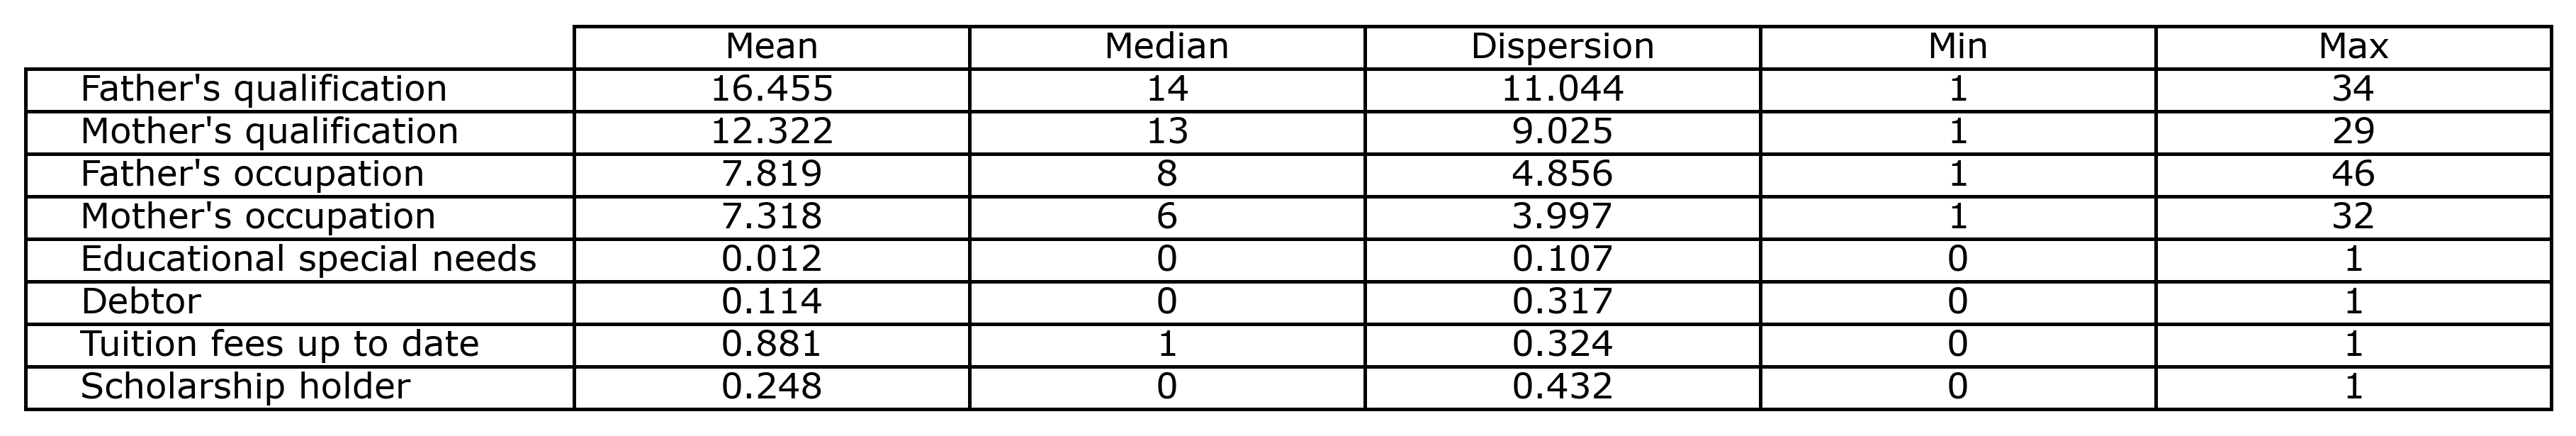 Mean Median Dispersion Min Max
Father's qualification 16.455 14 11.044 1 34
Mother's qualification 12.322 13 9.025 1 29
Father's occupation 7.819 8 4.856 1 46
Mother's occupation 7.318 6 3.997 1 32
Educational special needs 0.012 0 0.107 0 1
Debtor 0.114 0 0.317 0 1
Tuition fees up to date 0.881 1 0.324 0 1
Scholarship holder 0.248 0 0.432 0 1